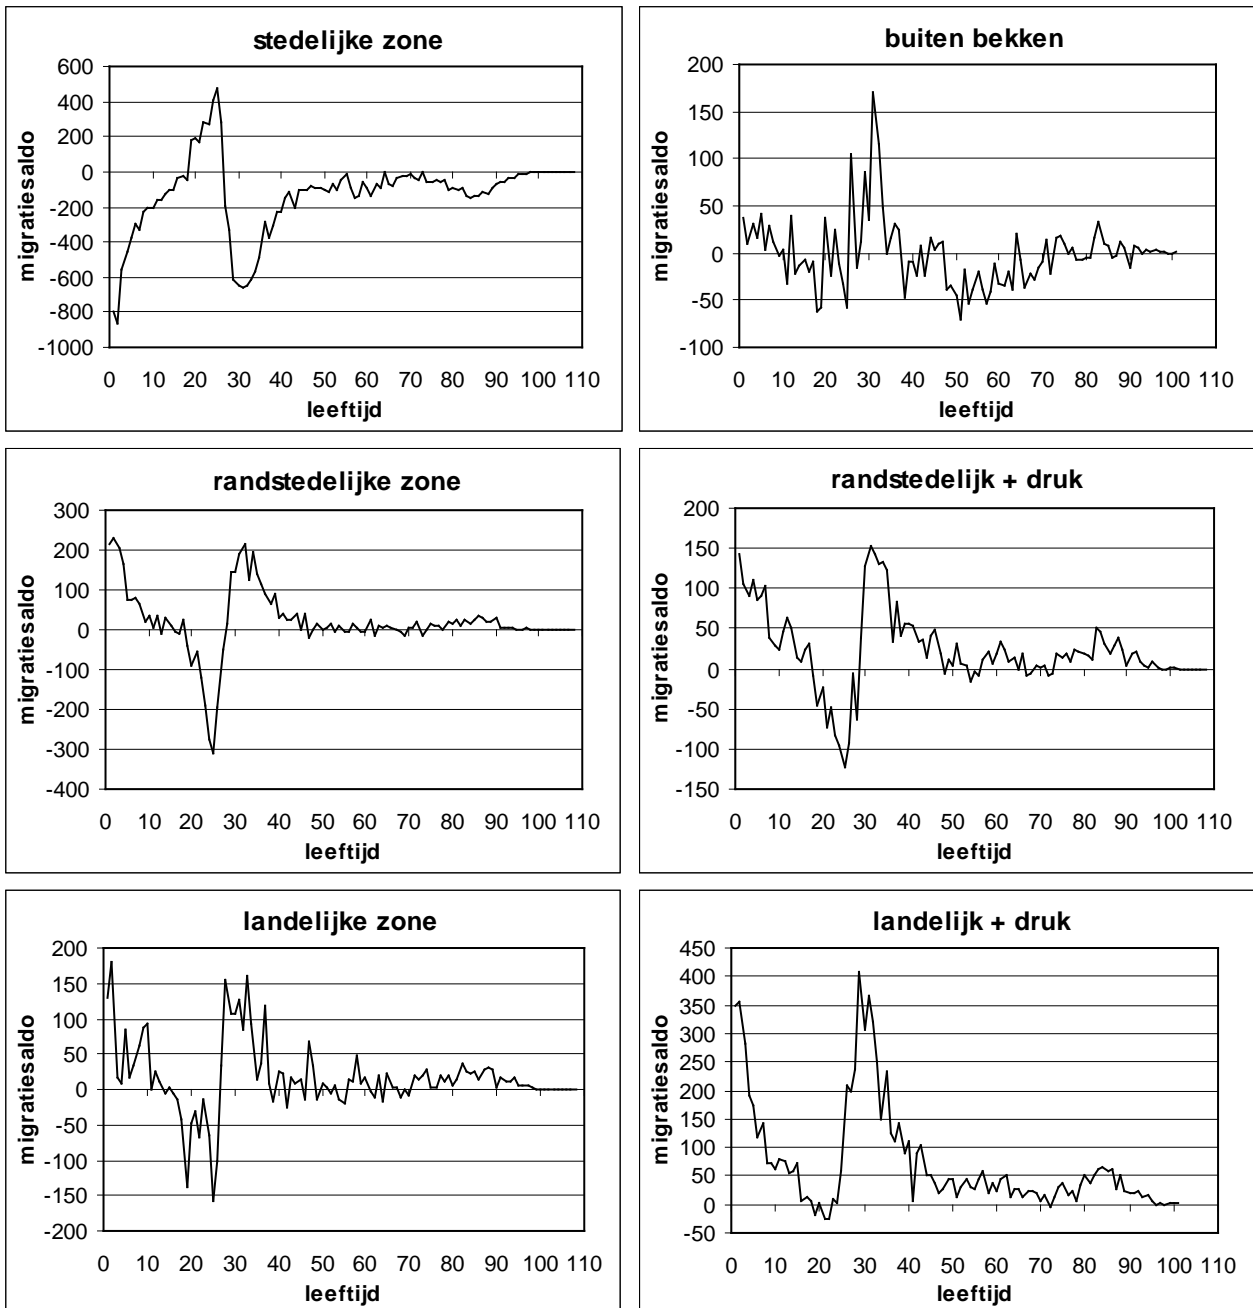 stedelijke zone
600
400
200
0
-200
-400
-600
-800
-1000
migratiesaldo
0 10 20 30 40 50 60 70 80 90 100 110
leeftijd
buiten bekken
200
150
100
50
0
-50
-100
migratiesaldo
0 10 20 30 40 50 60 70 80 90 100 110
leeftijd
randstedelijke zone
300
200
100
0
-100
-200
-300
-400
migratiesaldo
0 10 20 30 40 50 60 70 80 90 100 110
leeftijd
randstedelijk + druk
200
150
100
50
0
-50
-100
-150
migratiesaldo
0 10 20 30 40 50 60 70 80 90 100 110
leeftijd
landelijke zone
200
150
100
50
0
-50
-100
-150
-200
migratiesaldo
0 10 20 30 40 50 60 70 80 90 100 110
leeftijd
landelijk + druk
450
400
350
300
250
200
150
100
50
0
-50
migratiesaldo
0 10 20 30 40 50 60 70 80 90 100 110
leeftijd